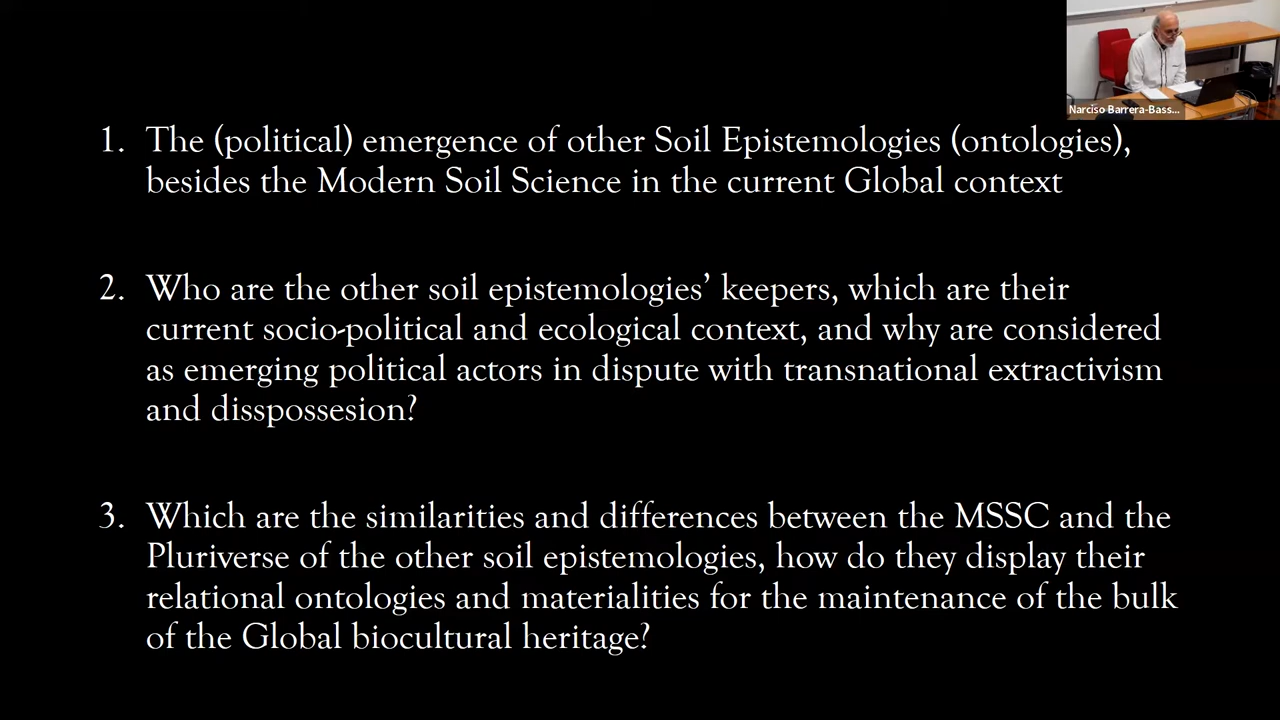 Narciso Barrera-Bass...
1. The (political) emergence of other Soil Epistemologies (ontologies),
besides the Modern Soil Science in the current Global context
2. Who are the other soil epistemologies’ keepers, which are their
current socio-political and ecological context, and why are considered
as emerging political actors in dispute with transnational extractivism
and disspossesion?
3. Which are the similarities and differences between the MSSC and the
Pluriverse of the other soil epistemologies, how do they display their
relational ontologies and materialities for the maintenance of the bulk
of the Global biocultural heritage?